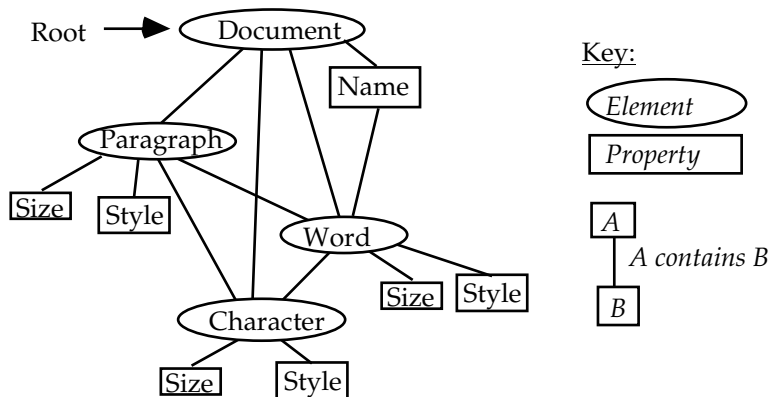 Root
Document
Name
Paragraph
Size
Style
Word
Size
Style
Character
Size
Style
Key:
Element
Property
A
A contains B
B